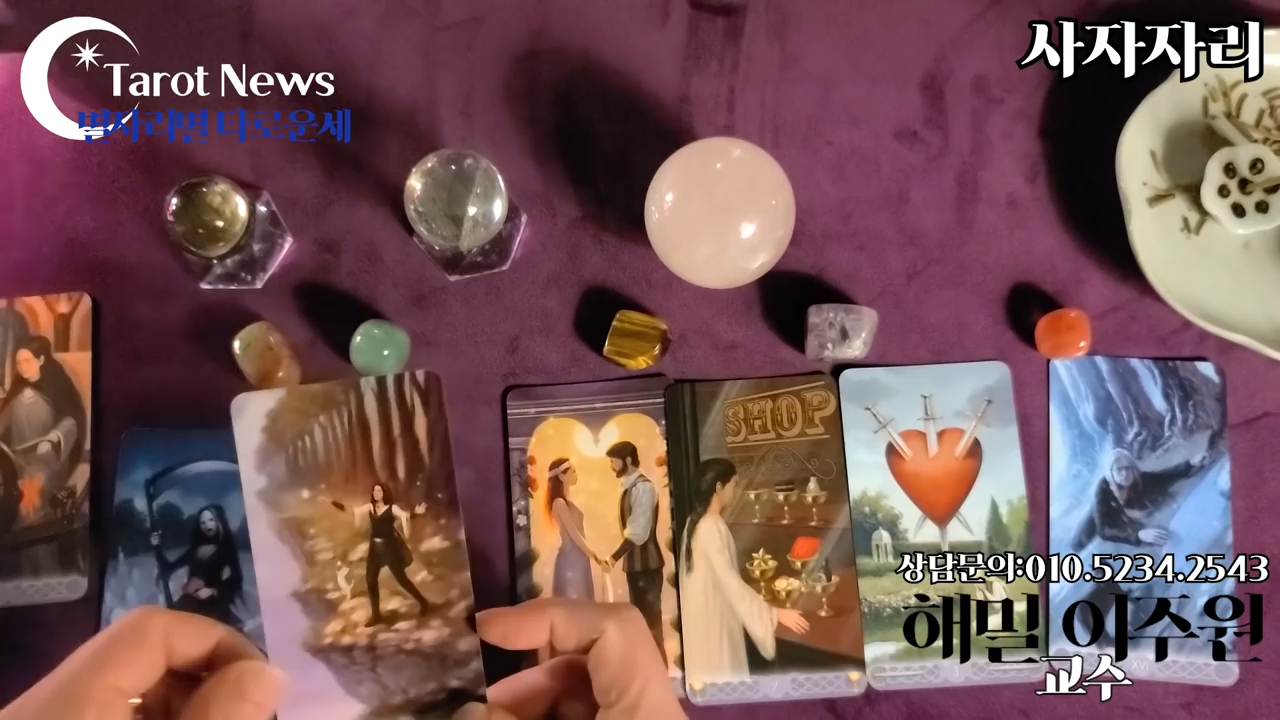 Tarot News
별자리별 타로운세
사자자리
SHOP
상담문의:010.5234.2543
해밀 이주원
교수
XVI